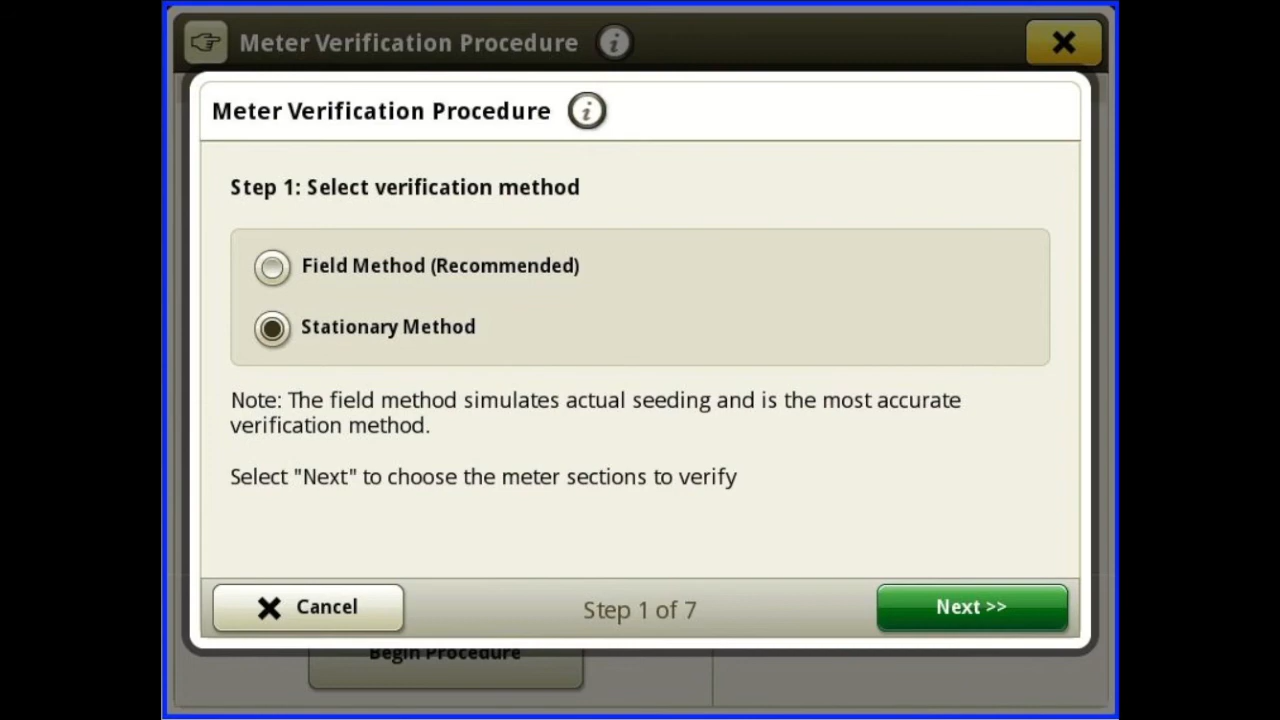 Meter Verification Procedure
Meter Verification Procedure
Step 1: Select verification method
Field Method (Recommended)
Stationary Method
Note: The field method simulates actual seeding and is the most accurate
verification method.
Select "Next" to choose the meter sections to verify
Cancel
Step 1 of 7
Next >>
Begin Procedure